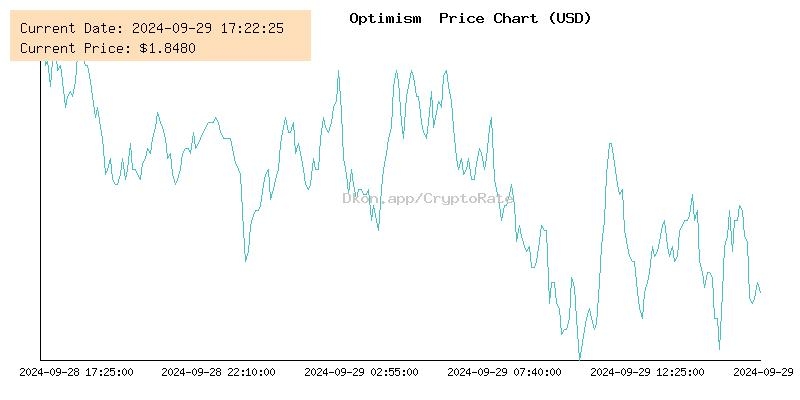 Optimism Price Chart (USD)
Current Date: 2024-09-29 17:22:25
Current Price: $1.8480
Dkon.app/CryptoRate
2024-09-28 17:25:00 2024-09-28 22:10:00 2024-09-29 02:55:00 2024-09-29 07:40:00 2024-09-29 12:25:00 2024-09-29